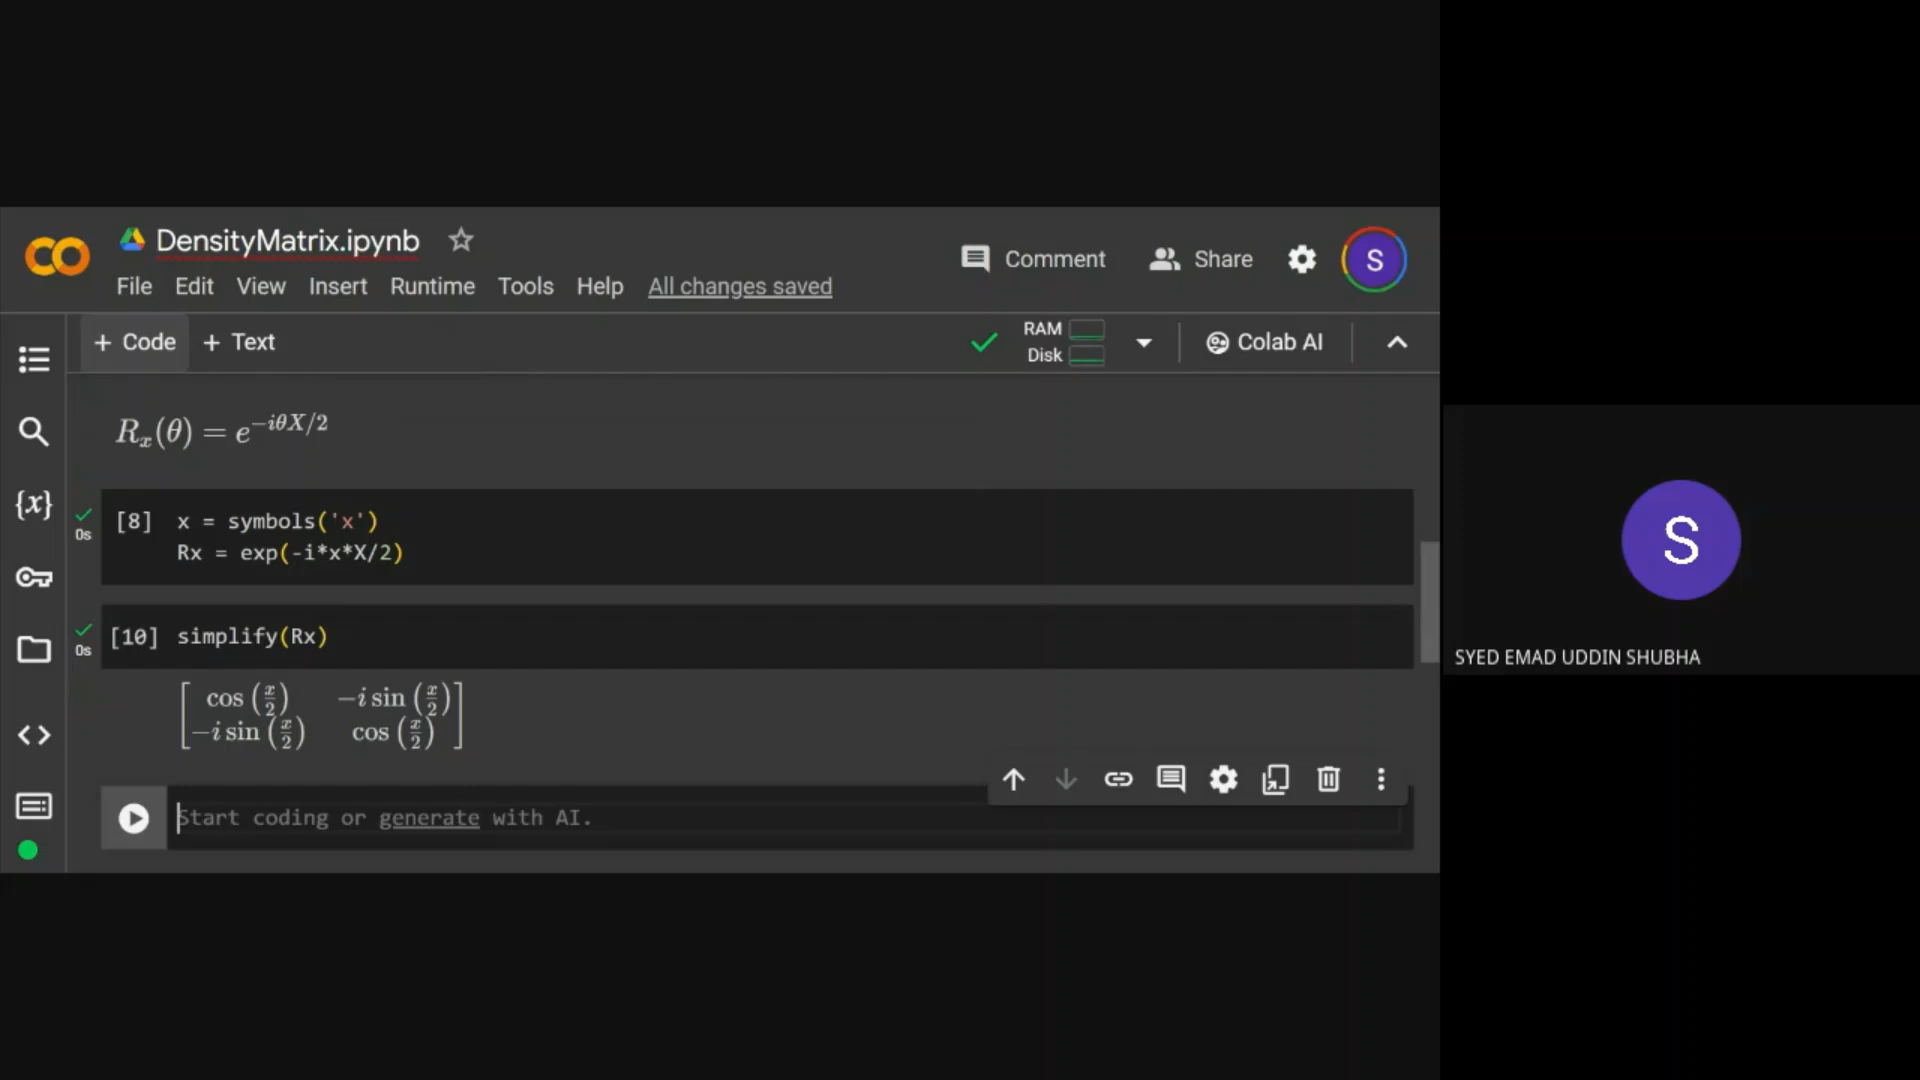 DensityMatrix.ipynb
Comment
Share
S
File Edit View Insert Runtime Tools Help All changes saved
+ Code + Text
RAM
Disk
Colab AI
{x}
R_x(θ) = e^{-iθX/2}
[8] x = symbols('x')
Rx = exp(-i*x*X/2)
0s
[10] simplify(Rx)
0s
[ cos (x/2) −i sin (x/2) ]
[ −i sin (x/2) cos (x/2) ]
Start coding or generate with AI.
S
SYED EMAD UDDIN SHUBHA